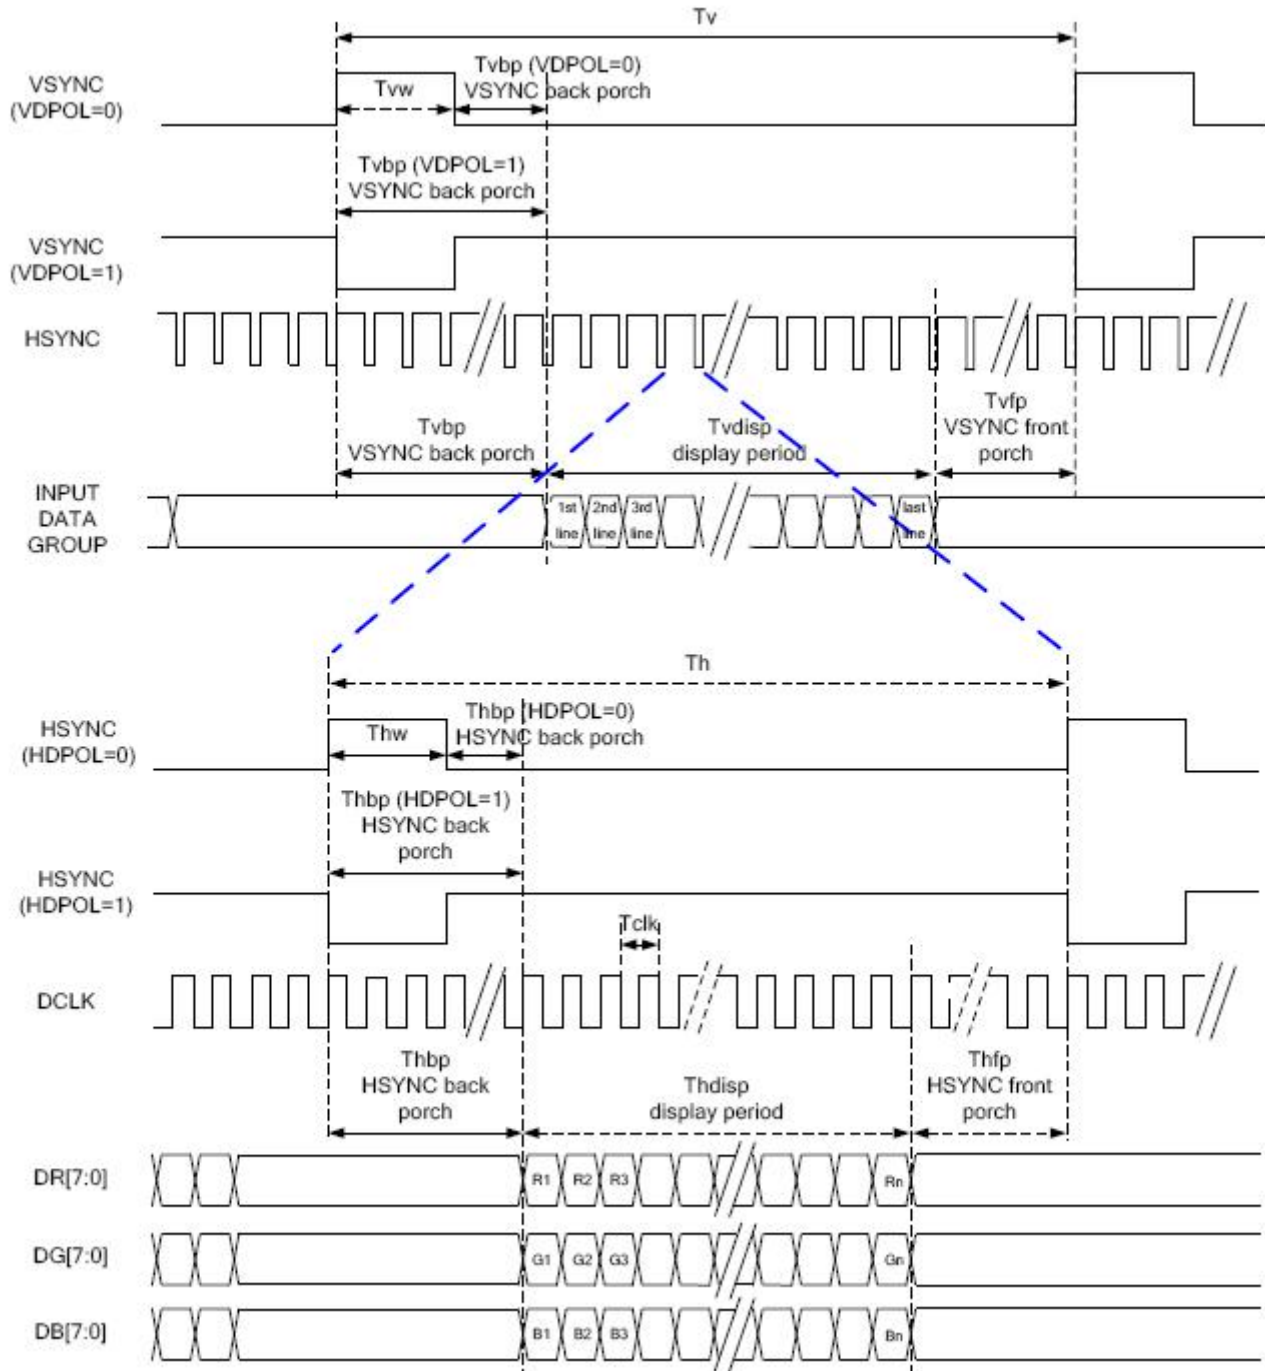 Tv
Tvbp (VDPOL=0)
VSYNC back porch
VSYNC
(VDPOL=0)
Tvw
Tvbp (VDPOL=1)
VSYNC back porch
VSYNC
(VDPOL=1)
HSYNC
Tvbp
VSYNC back porch
Tvdisp
display period
Tvfp
VSYNC front
porch
INPUT
DATA
GROUP
1st
line
2nd
line
3rd
line
last
line
Th
HSYNC
(HDPOL=0)
Thw
Thbp (HDPOL=0)
HSYNC back porch
Thbp (HDPOL=1)
HSYNC back
porch
HSYNC
(HDPOL=1)
Tclk
DCLK
Thbp
HSYNC back
porch
Thdisp
display period
Thfp
HSYNC front
porch
DR[7:0]
R1 R2 R3 Rn
DG[7:0]
G1 G2 G3 Gn
DB[7:0]
B1 B2 B3 Bn